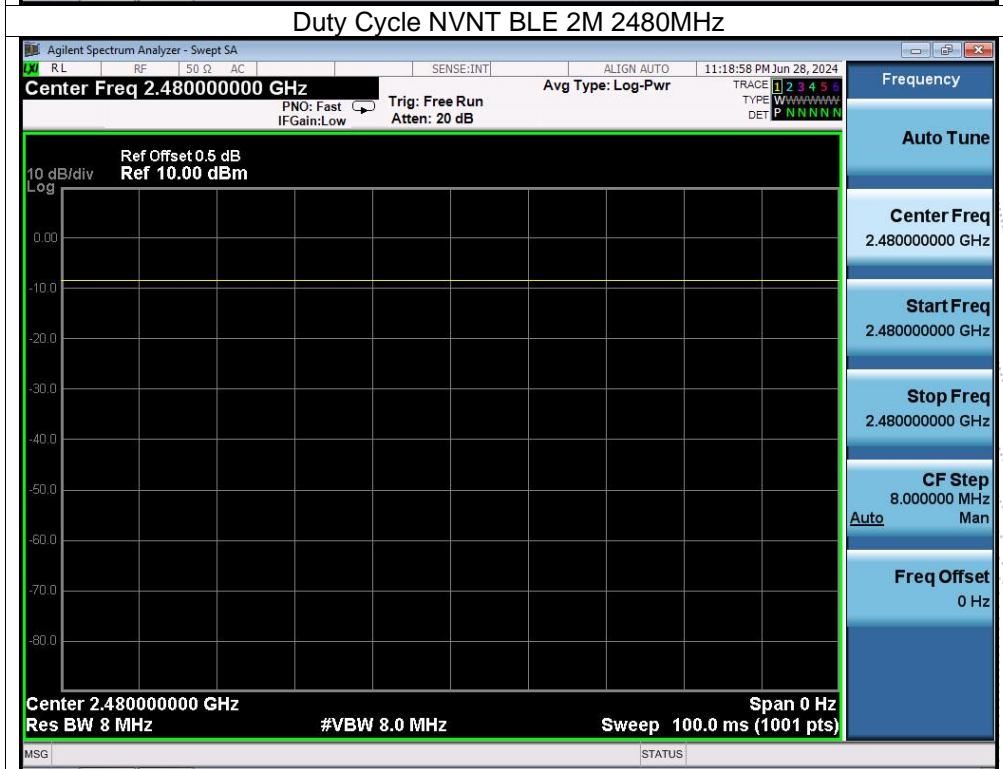 Duty Cycle NVNT BLE 2M 2480MHz
Agilent Spectrum Analyzer - Swept SA
LXI RL RF 50 Ω AC SENSE:INT ALIGN AUTO 11:18:58 PM Jun 28, 2024
Center Freq 2.480000000 GHz
PNO: Fast
IFGain:Low
Trig: Free Run
Atten: 20 dB
Avg Type: Log-Pwr
TRACE 1 2 3 4 5 6
TYPE WWWWWW
DET P N N N N N
Ref Offset 0.5 dB
10 dB/div Ref 10.00 dBm
Log
0.00
-10.0
-20.0
-30.0
-40.0
-50.0
-60.0
-70.0
-80.0
Center 2.480000000 GHz Span 0 Hz
Res BW 8 MHz #VBW 8.0 MHz Sweep 100.0 ms (1001 pts)
MSG STATUS
Frequency
Auto Tune
Center Freq
2.480000000 GHz
Start Freq
2.480000000 GHz
Stop Freq
2.480000000 GHz
CF Step
8.000000 MHz
Auto Man
Freq Offset
0 Hz